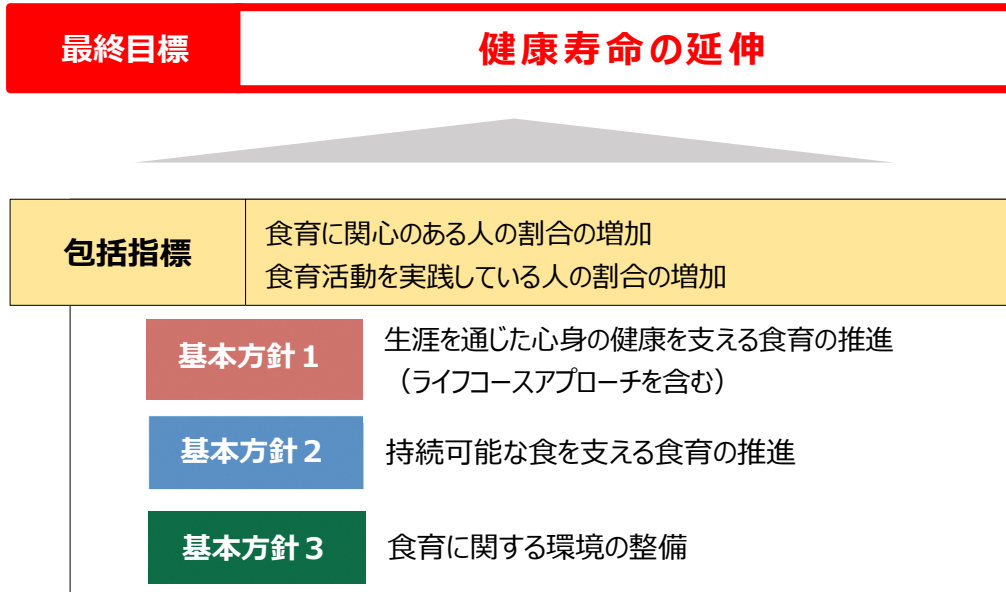 最終目標 健康寿命の延伸
包括指標
食育に関心のある人の割合の増加
食育活動を実践している人の割合の増加
基本方針１ 生涯を通じた心身の健康を支える食育の推進
（ライフコースアプローチを含む）
基本方針２ 持続可能な食を支える食育の推進
基本方針３ 食育に関する環境の整備